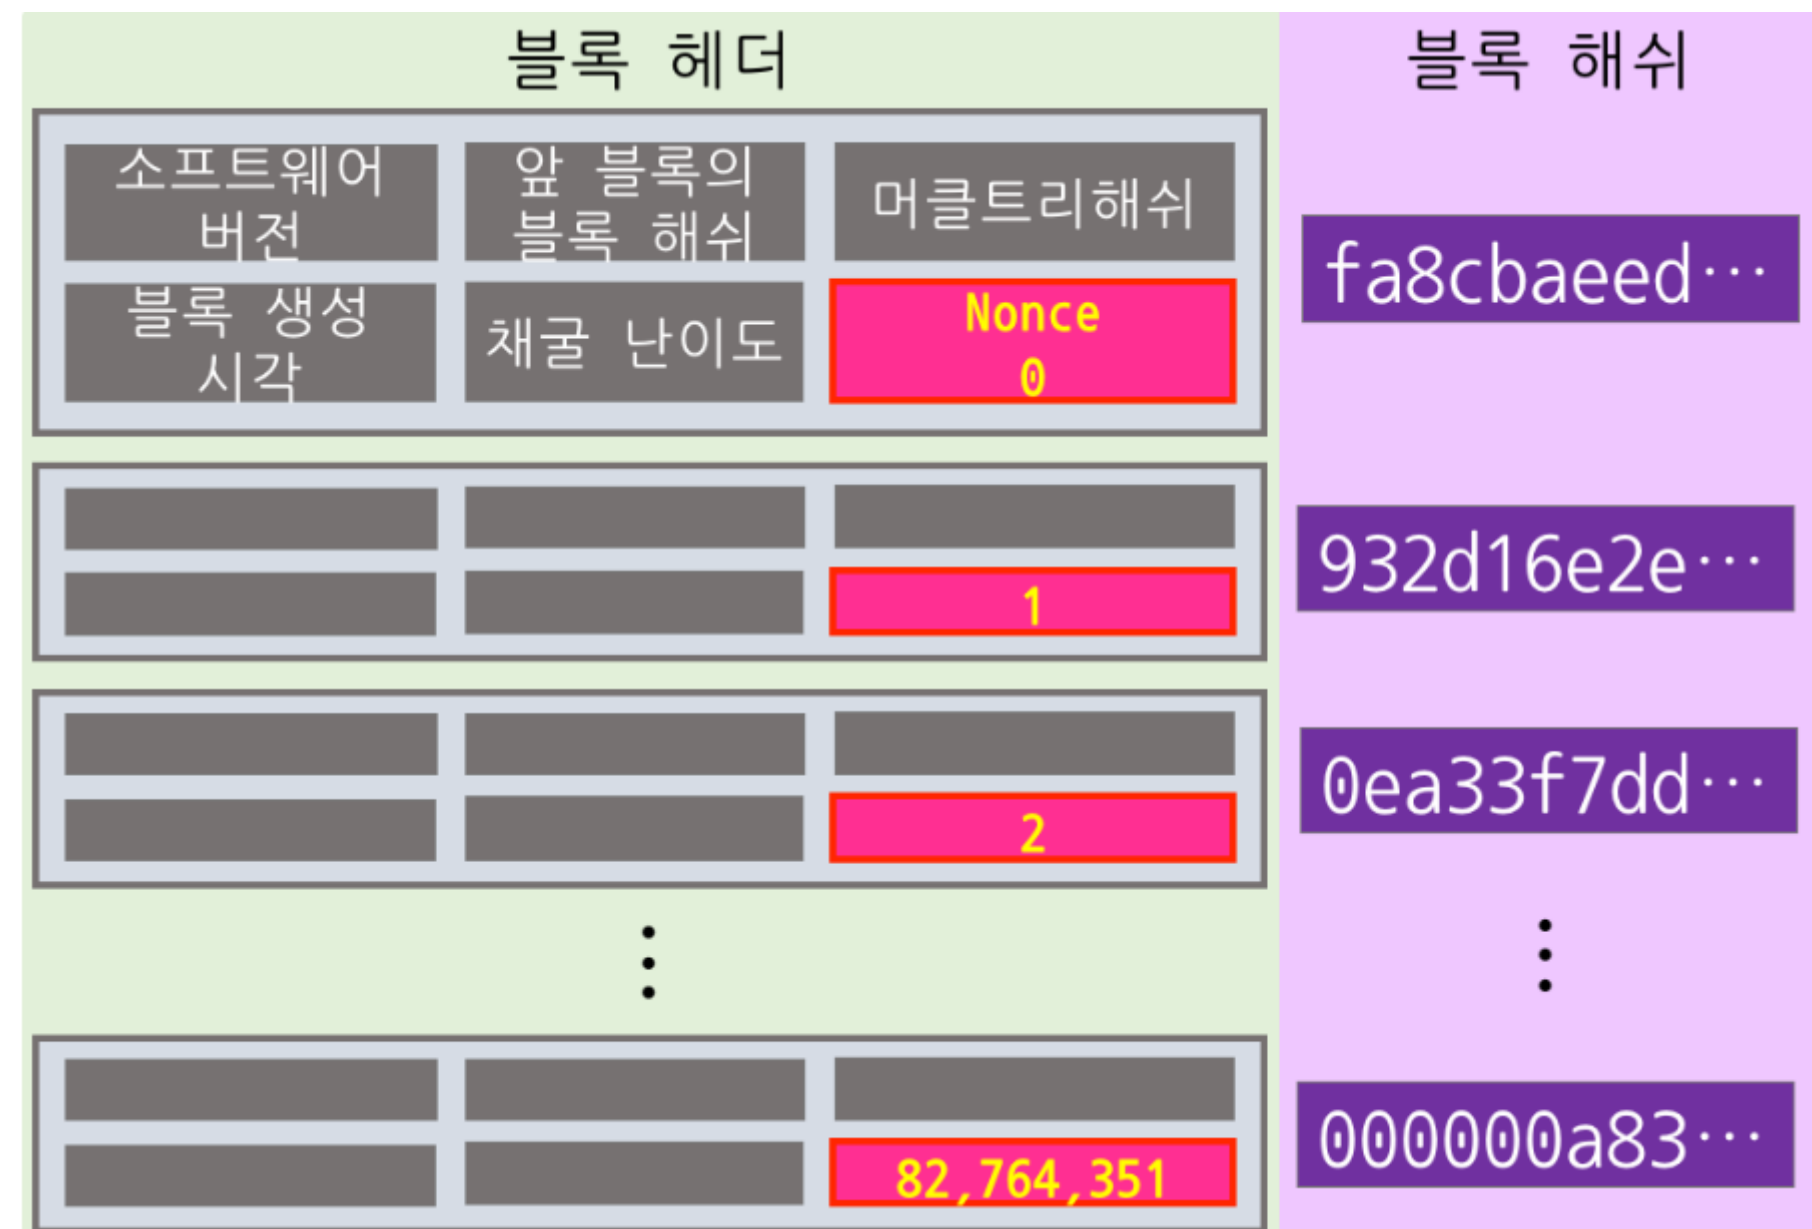 블록 헤더
블록 해쉬
소프트웨어
버전
앞 블록의
블록 해쉬
머클트리해쉬
블록 생성
시각
채굴 난이도
Nonce
0
fa8cbaeed…
1
932d16e2e…
2
0ea33f7dd…
82,764,351
000000a83…